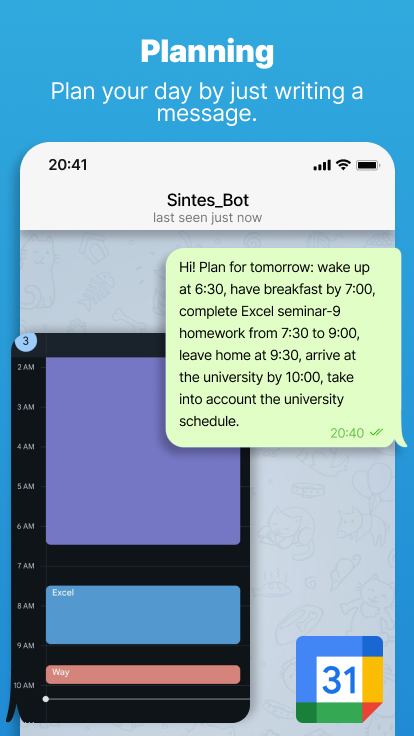 Planning
Plan your day by just writing a
message.
20:41
Sintes_Bot
last seen just now
Hi! Plan for tomorrow: wake up
at 6:30, have breakfast by 7:00,
complete Excel seminar-9
homework from 7:30 to 9:00,
leave home at 9:30, arrive at
the university by 10:00, take
into account the university
schedule.
20:40
3
2 AM
3 AM
4 AM
5 AM
6 AM
7 AM
Excel
8 AM
9 AM
Way
10 AM
31